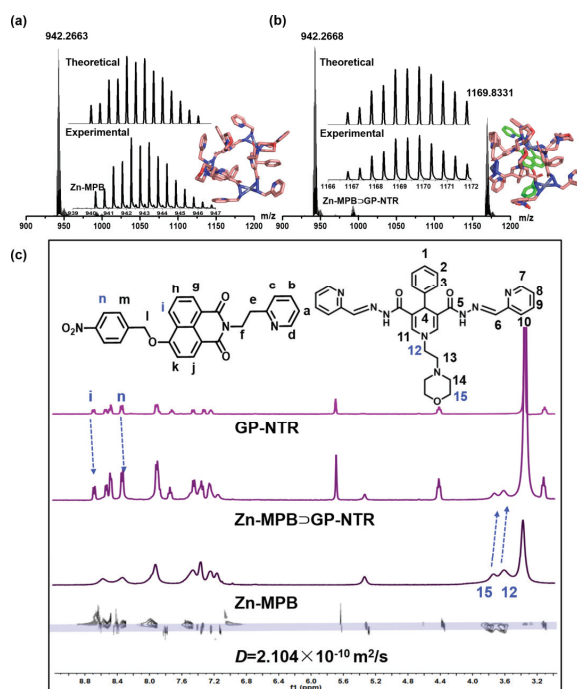 (a)
942.2663
Theoretical
Experimental
Zn-MPB
939 940 941 942 943 944 945 946 947
900 950 1000 1050 1100 1150 1200 m/z
(b)
942.2668
Theoretical
1169.8331
Experimental
1166 1167 1168 1169 1170 1171 1172
Zn-MPB⊃GP-NTR
900 950 1000 1050 1100 1150 1200 m/z
(c)
n m l NO₂ O k j i h g O N O f e c b a d N
1 2 3 4 5 6 7 8 9 10 11 12 13 14 15
N N NH O O NH N N N N O
i n
GP-NTR
Zn-MPB⊃GP-NTR
15 12
Zn-MPB
D=2.104×10⁻¹⁰ m²/s
8.8 8.4 8.0 7.6 7.2 6.8 6.4 6.0 5.6 5.2 4.8 4.4 4.0 3.6 3.2
f1 (ppm)